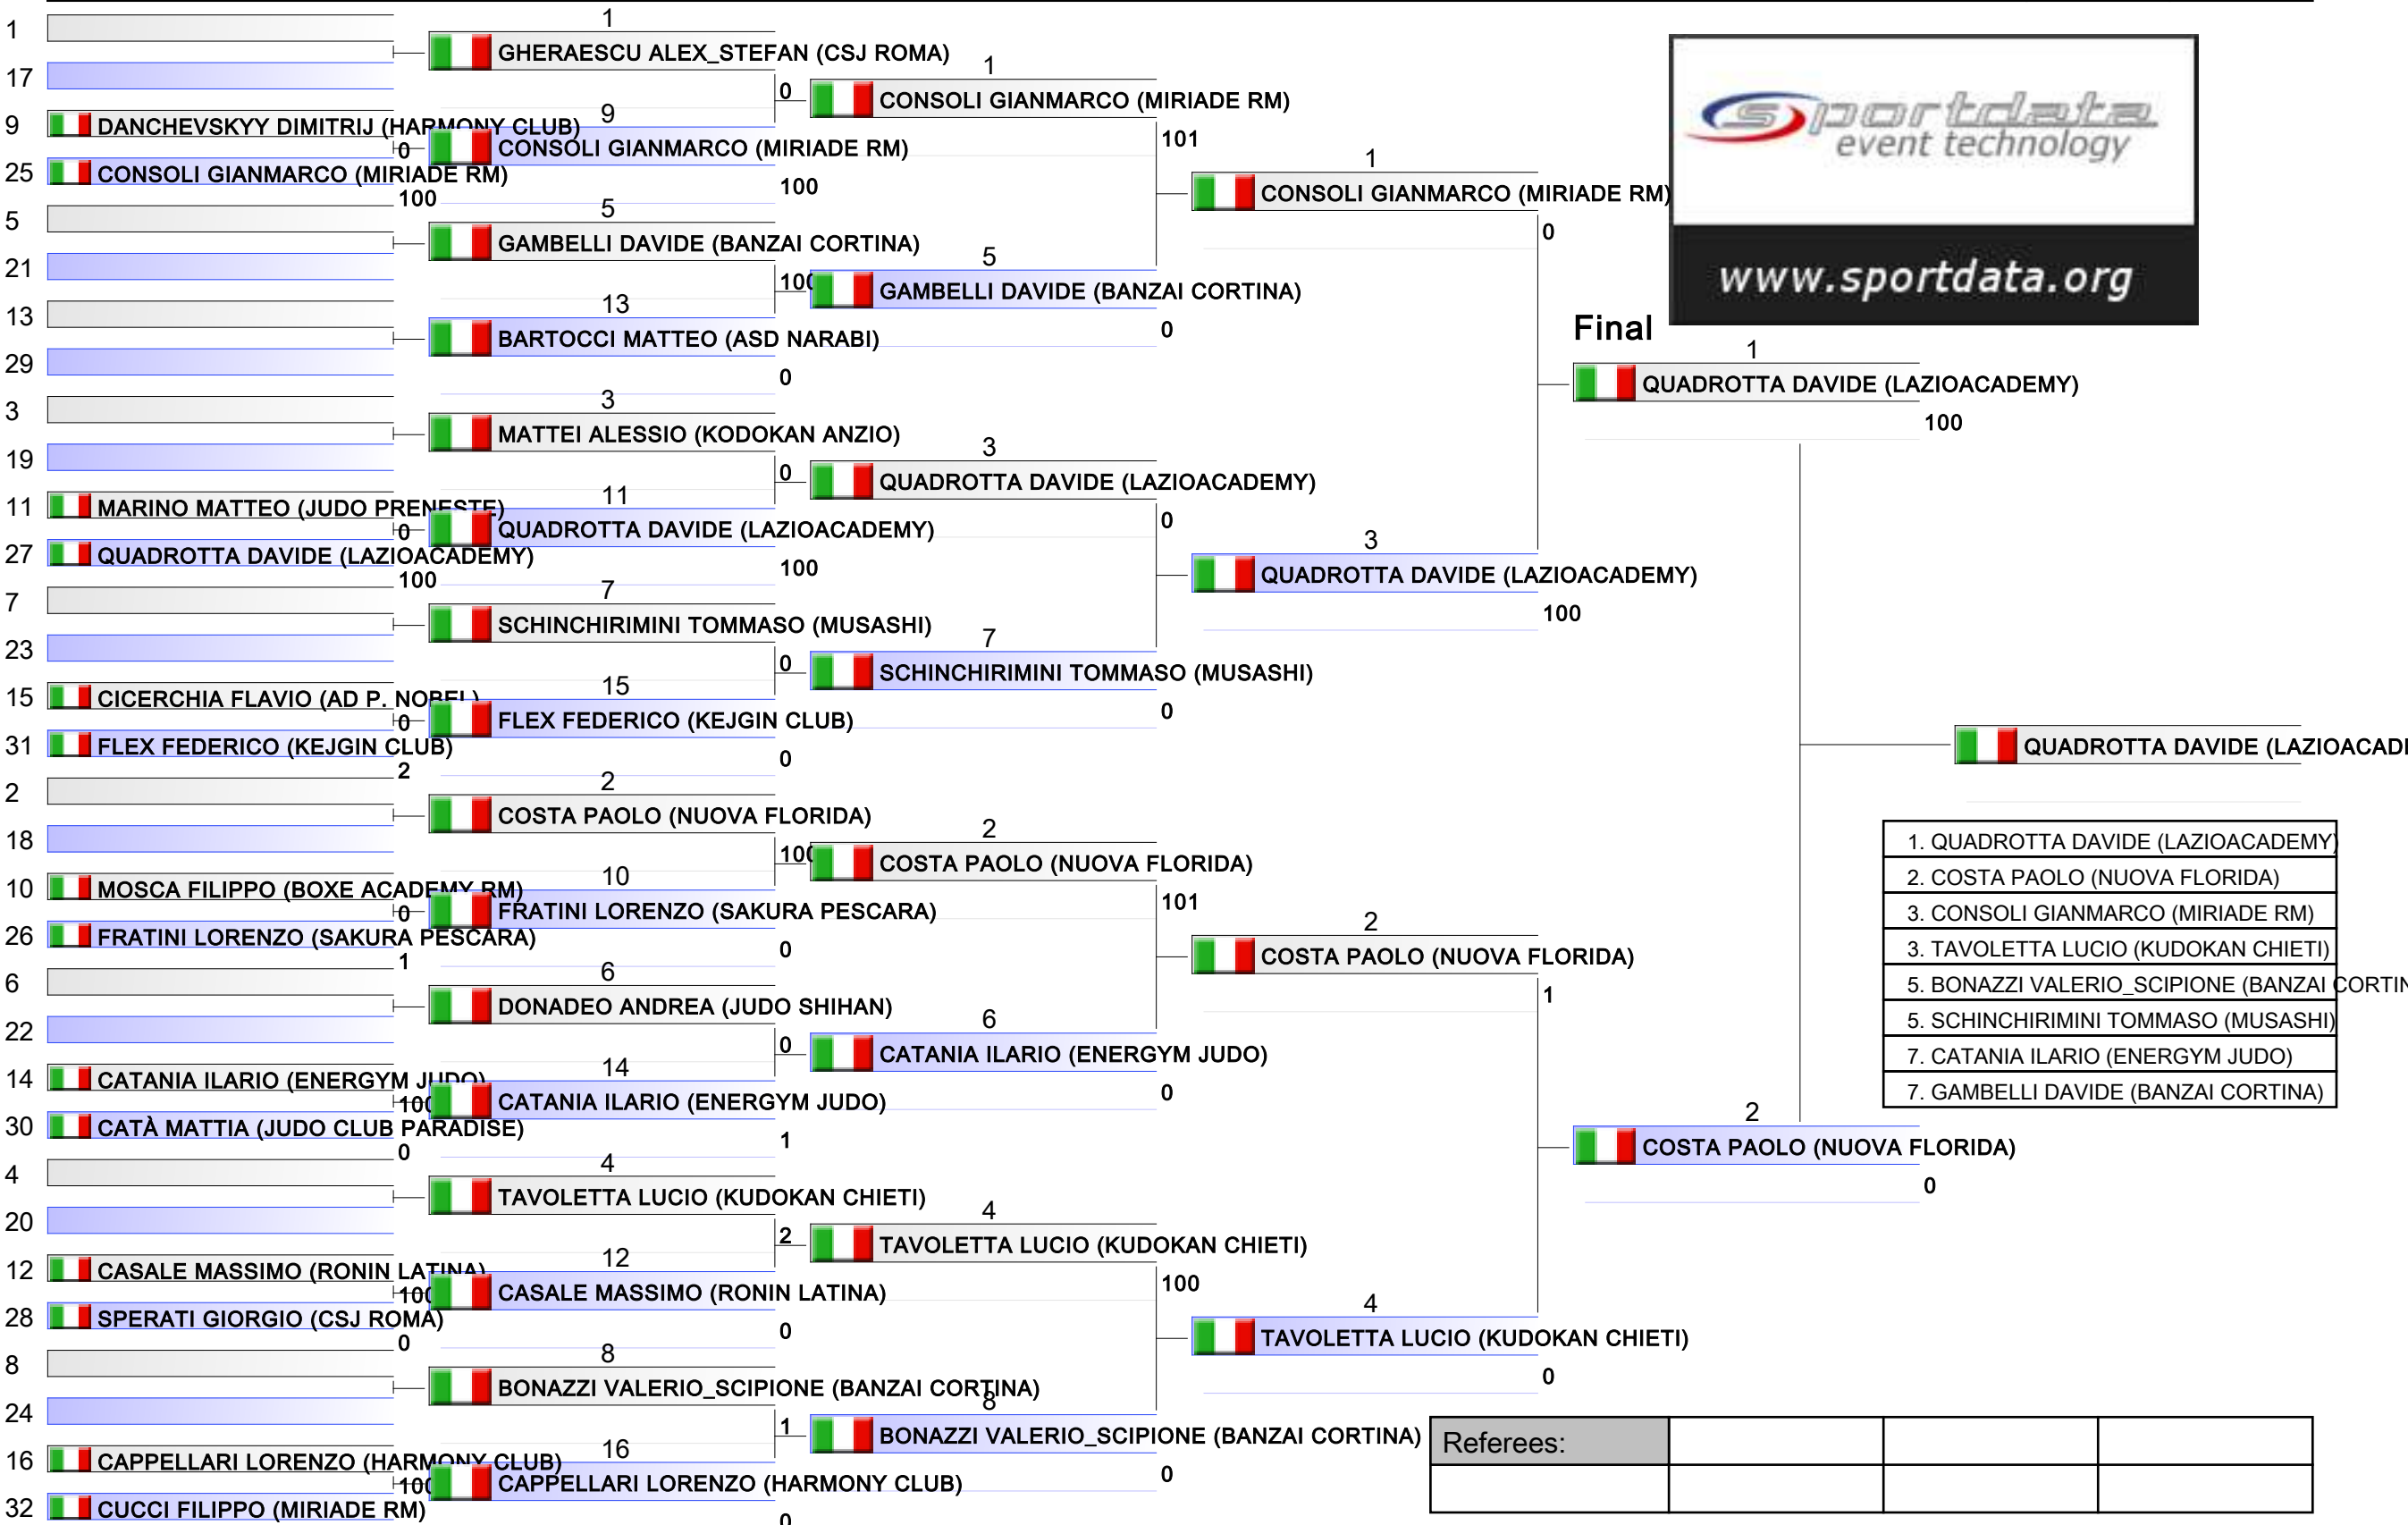 1
17
9 DANCHEVSKYY DIMITRIJ (HARMONY CLUB)
0
25 CONSOLI GIANMARCO (MIRIADE RM)
100
5
21
13
29
3
19
11 MARINO MATTEO (JUDO PRENESTE)
0
27 QUADROTTA DAVIDE (LAZIOACADEMY)
100
7
23
15 CICERCHIA FLAVIO (AD P. NOBEL)
0
31 FLEX FEDERICO (KEJGIN CLUB)
2
2
18
10 MOSCA FILIPPO (BOXE ACADEMY RM)
0
26 FRATINI LORENZO (SAKURA PESCARA)
1
6
22
14 CATANIA ILARIO (ENERGYM JUDO)
100
30 CATÀ MATTIA (JUDO CLUB PARADISE)
0
4
20
12 CASALE MASSIMO (RONIN LATINA)
100
28 SPERATI GIORGIO (CSJ ROMA)
0
8
24
16 CAPPELLARI LORENZO (HARMONY CLUB)
100
32 CUCCI FILIPPO (MIRIADE RM)
1
GHERAESCU ALEX_STEFAN (CSJ ROMA)
0
9
CONSOLI GIANMARCO (MIRIADE RM)
100
5
GAMBELLI DAVIDE (BANZAI CORTINA)
100
13
BARTOCCI MATTEO (ASD NARABI)
0
3
MATTEI ALESSIO (KODOKAN ANZIO)
0
11
QUADROTTA DAVIDE (LAZIOACADEMY)
100
7
SCHINCHIRIMINI TOMMASO (MUSASHI)
0
15
FLEX FEDERICO (KEJGIN CLUB)
0
2
COSTA PAOLO (NUOVA FLORIDA)
100
10
FRATINI LORENZO (SAKURA PESCARA)
0
6
DONADEO ANDREA (JUDO SHIHAN)
0
14
CATANIA ILARIO (ENERGYM JUDO)
1
4
TAVOLETTA LUCIO (KUDOKAN CHIETI)
2
12
CASALE MASSIMO (RONIN LATINA)
0
8
BONAZZI VALERIO_SCIPIONE (BANZAI CORTINA)
1
16
CAPPELLARI LORENZO (HARMONY CLUB)
0
1
CONSOLI GIANMARCO (MIRIADE RM)
101
5
GAMBELLI DAVIDE (BANZAI CORTINA)
0
3
QUADROTTA DAVIDE (LAZIOACADEMY)
0
7
SCHINCHIRIMINI TOMMASO (MUSASHI)
0
2
COSTA PAOLO (NUOVA FLORIDA)
101
6
CATANIA ILARIO (ENERGYM JUDO)
0
4
TAVOLETTA LUCIO (KUDOKAN CHIETI)
100
8
BONAZZI VALERIO_SCIPIONE (BANZAI CORTINA)
0
1
CONSOLI GIANMARCO (MIRIADE RM)
0
3
QUADROTTA DAVIDE (LAZIOACADEMY)
100
2
COSTA PAOLO (NUOVA FLORIDA)
1
4
TAVOLETTA LUCIO (KUDOKAN CHIETI)
0
sportdata
event technology
www.sportdata.org
Final
1
QUADROTTA DAVIDE (LAZIOACADEMY)
100
2
COSTA PAOLO (NUOVA FLORIDA)
0
QUADROTTA DAVIDE (LAZIOACAD
1. QUADROTTA DAVIDE (LAZIOACADEMY)
2. COSTA PAOLO (NUOVA FLORIDA)
3. CONSOLI GIANMARCO (MIRIADE RM)
3. TAVOLETTA LUCIO (KUDOKAN CHIETI)
5. BONAZZI VALERIO_SCIPIONE (BANZAI CORTIN
5. SCHINCHIRIMINI TOMMASO (MUSASHI)
7. CATANIA ILARIO (ENERGYM JUDO)
7. GAMBELLI DAVIDE (BANZAI CORTINA)
Referees: